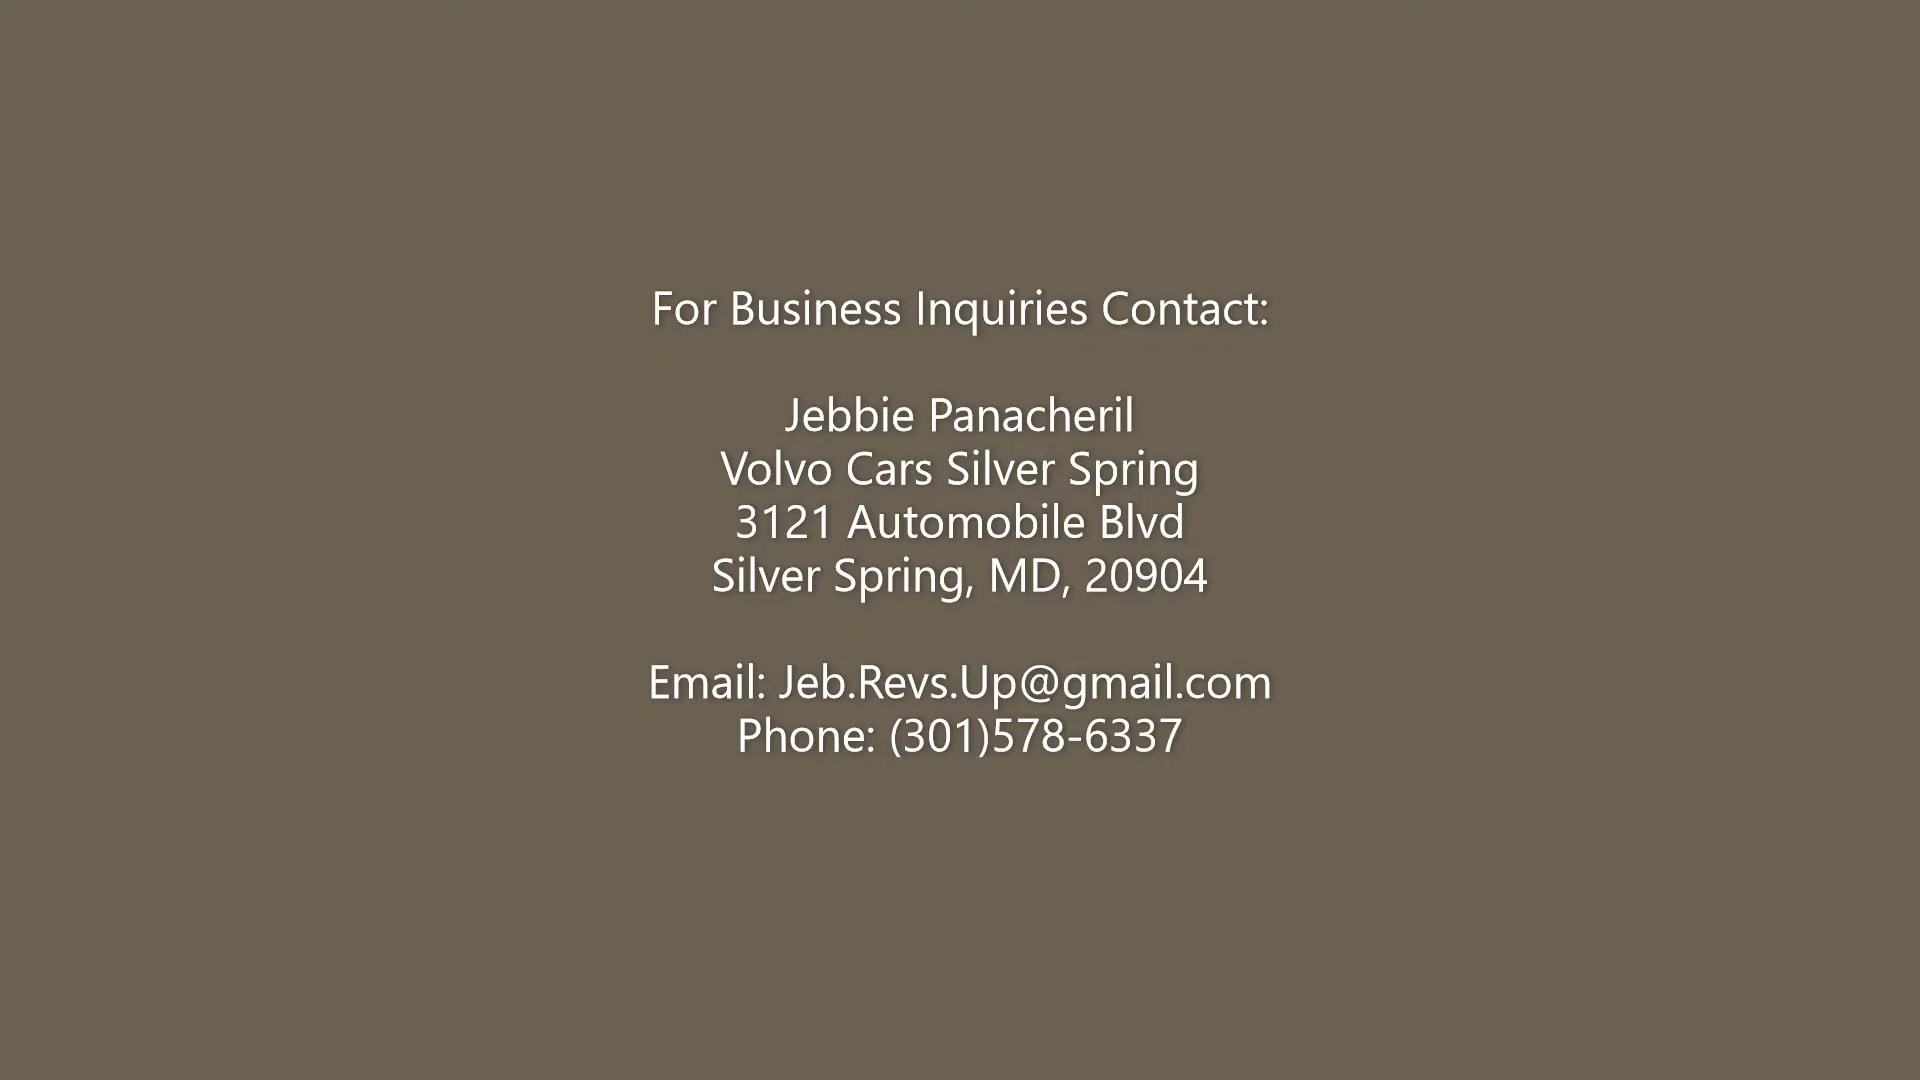 For Business Inquiries Contact:
Jebbie Panacheril
Volvo Cars Silver Spring
3121 Automobile Blvd
Silver Spring, MD, 20904
Email: Jeb.Revs.Up@gmail.com
Phone: (301)578-6337